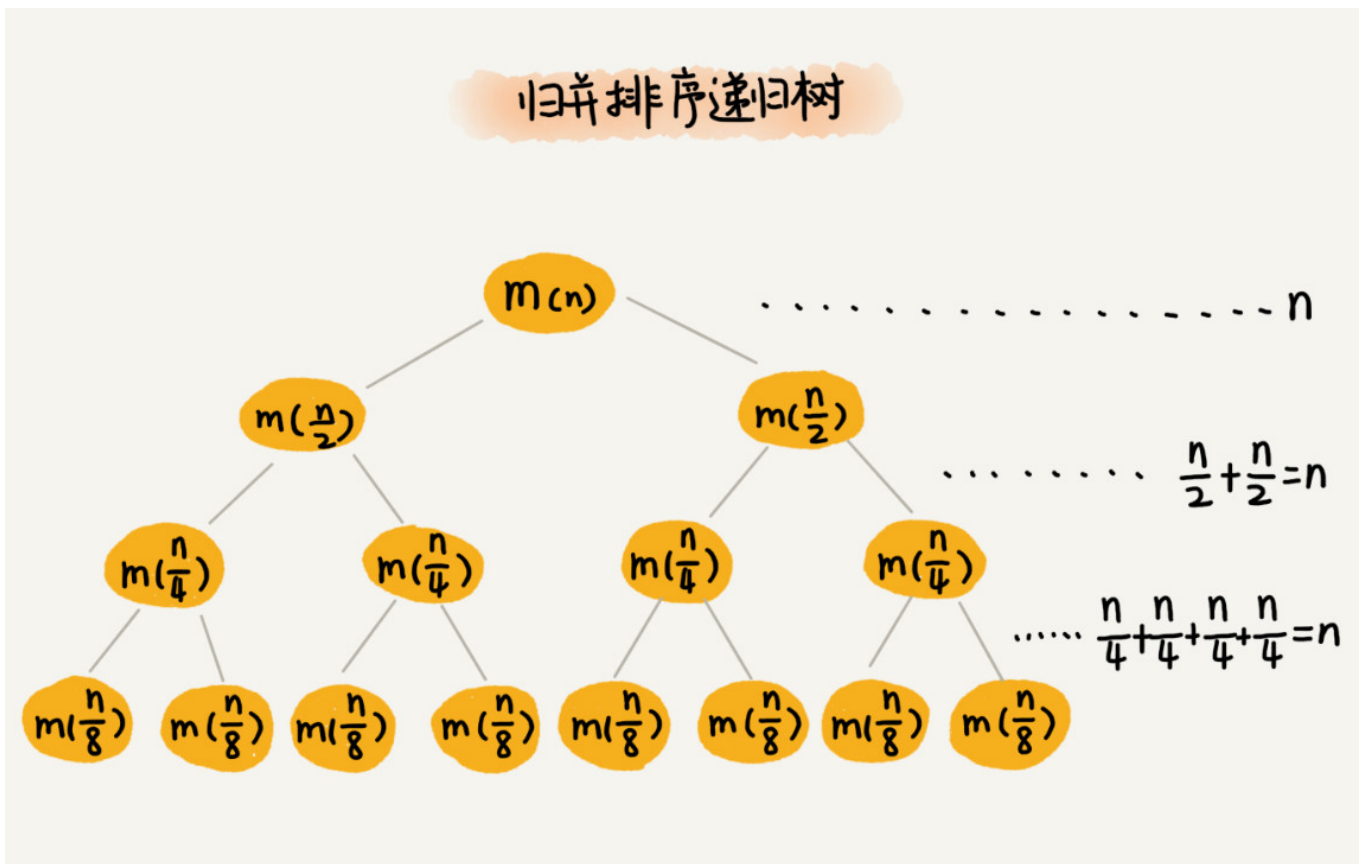 归并排序递归树
m(n) ................ n
m(n/2) m(n/2) ........ n/2+n/2=n
m(n/4) m(n/4) m(n/4) m(n/4) ...... n/4+n/4+n/4+n/4=n
m(n/8) m(n/8) m(n/8) m(n/8) m(n/8) m(n/8) m(n/8) m(n/8)